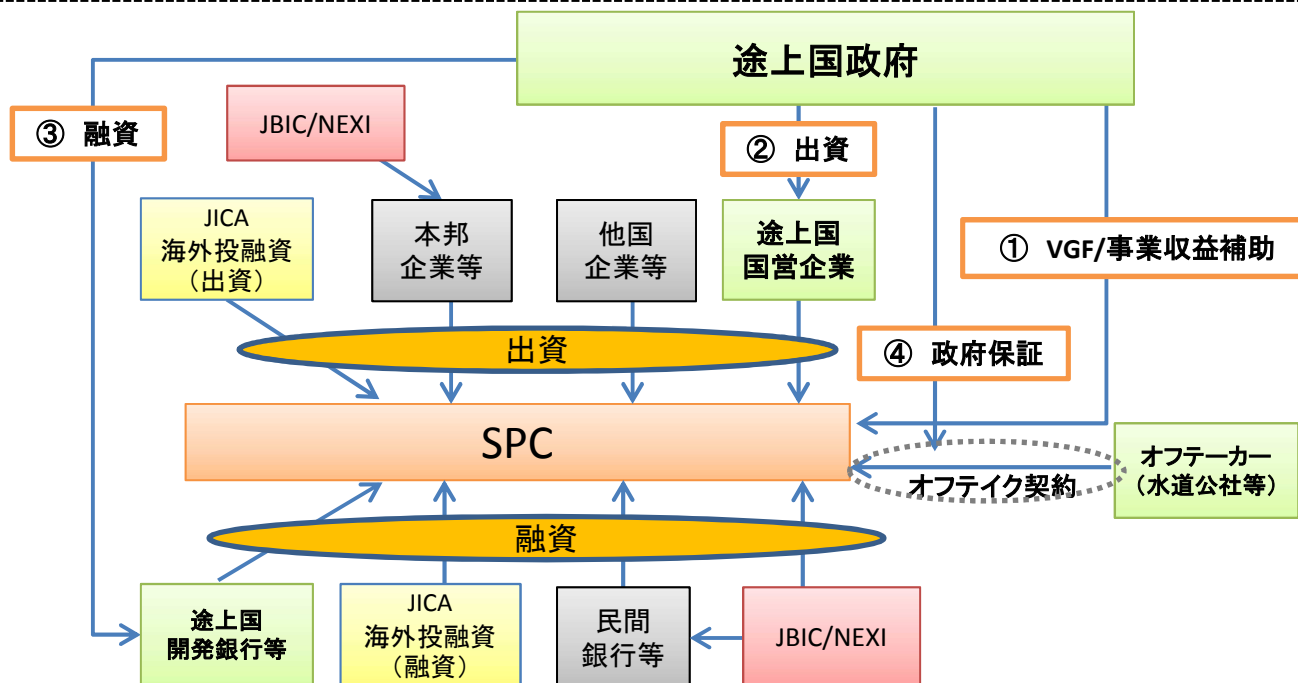 途上国政府
③ 融資
JBIC/NEXI
② 出資
JICA
海外投融資
（出資）
本邦
企業等
他国
企業等
途上国
国営企業
① VGF/事業収益補助
出資
④ 政府保証
SPC
オフテイク契約
オフテーカー
（水道公社等）
融資
途上国
開発銀行等
JICA
海外投融資
（融資）
民間
銀行等
JBIC/NEXI